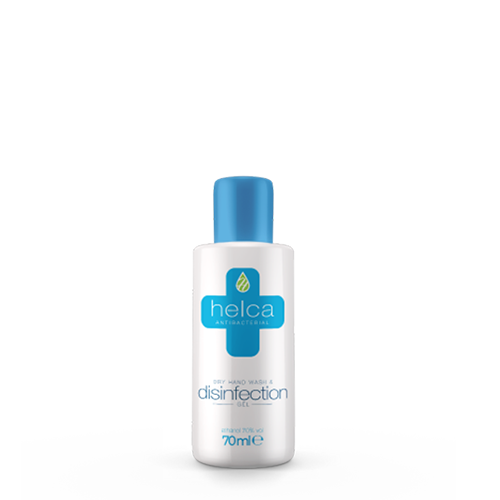 helca
ANTIBACTERIAL
DRY HAND WASH &
disinfection
GEL
ethanol 70% vol
70ml e